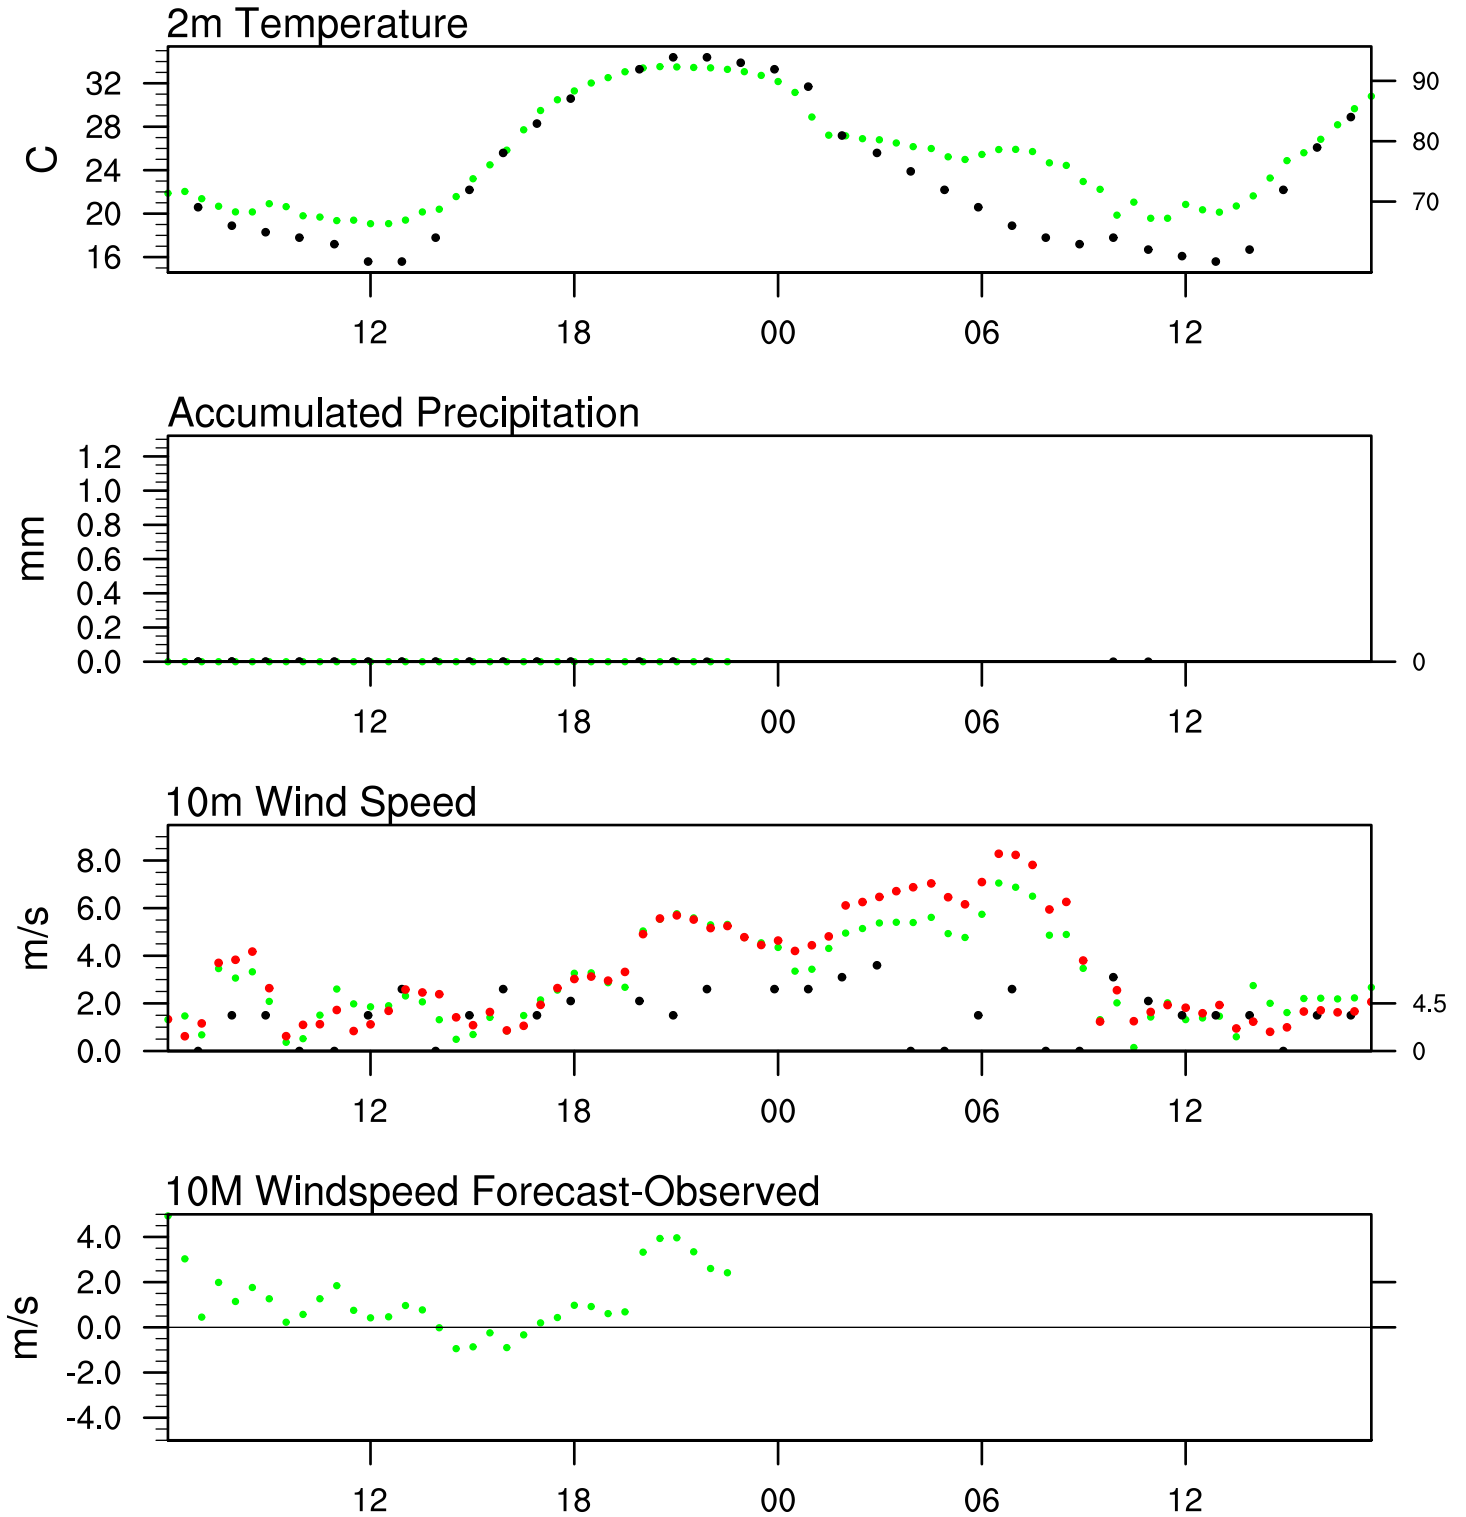 2m Temperature
C
32
28
24
20
16
90
80
70
12 18 00 06 12
Accumulated Precipitation
mm
1.2
1.0
0.8
0.6
0.4
0.2
0.0
0
12 18 00 06 12
10m Wind Speed
m/s
8.0
6.0
4.0
2.0
0.0
4.5
0
12 18 00 06 12
10M Windspeed Forecast-Observed
m/s
4.0
2.0
0.0
-2.0
-4.0
12 18 00 06 12